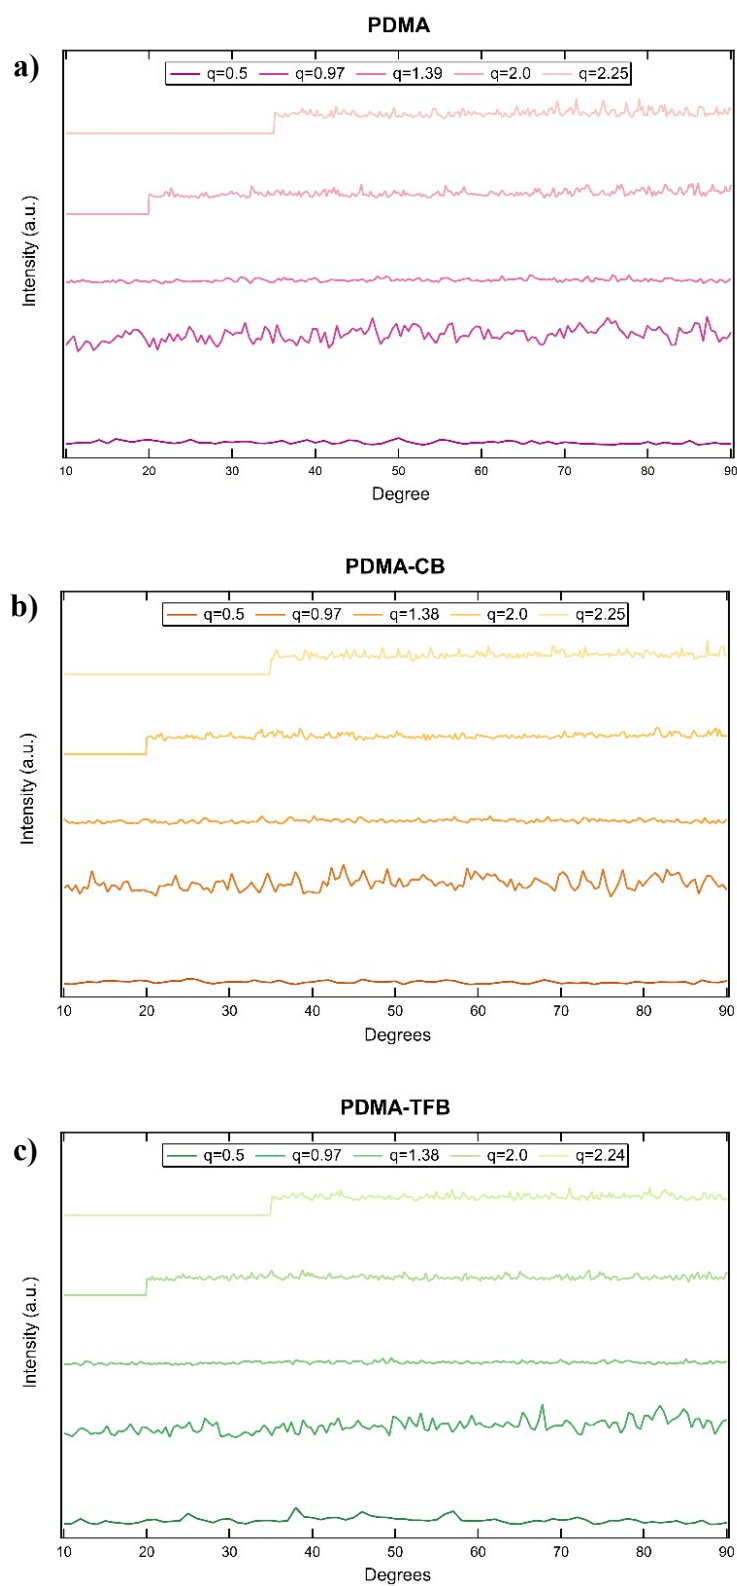 PDMA
a)
q=0.5 q=0.97 q=1.39 q=2.0 q=2.25
Intensity (a.u.)
10 20 30 40 50 60 70 80 90
Degree
PDMA-CB
b)
q=0.5 q=0.97 q=1.38 q=2.0 q=2.25
Intensity (a.u.)
10 20 30 40 50 60 70 80 90
Degrees
PDMA-TFB
c)
q=0.5 q=0.97 q=1.38 q=2.0 q=2.24
Intensity (a.u.)
10 20 30 40 50 60 70 80 90
Degrees